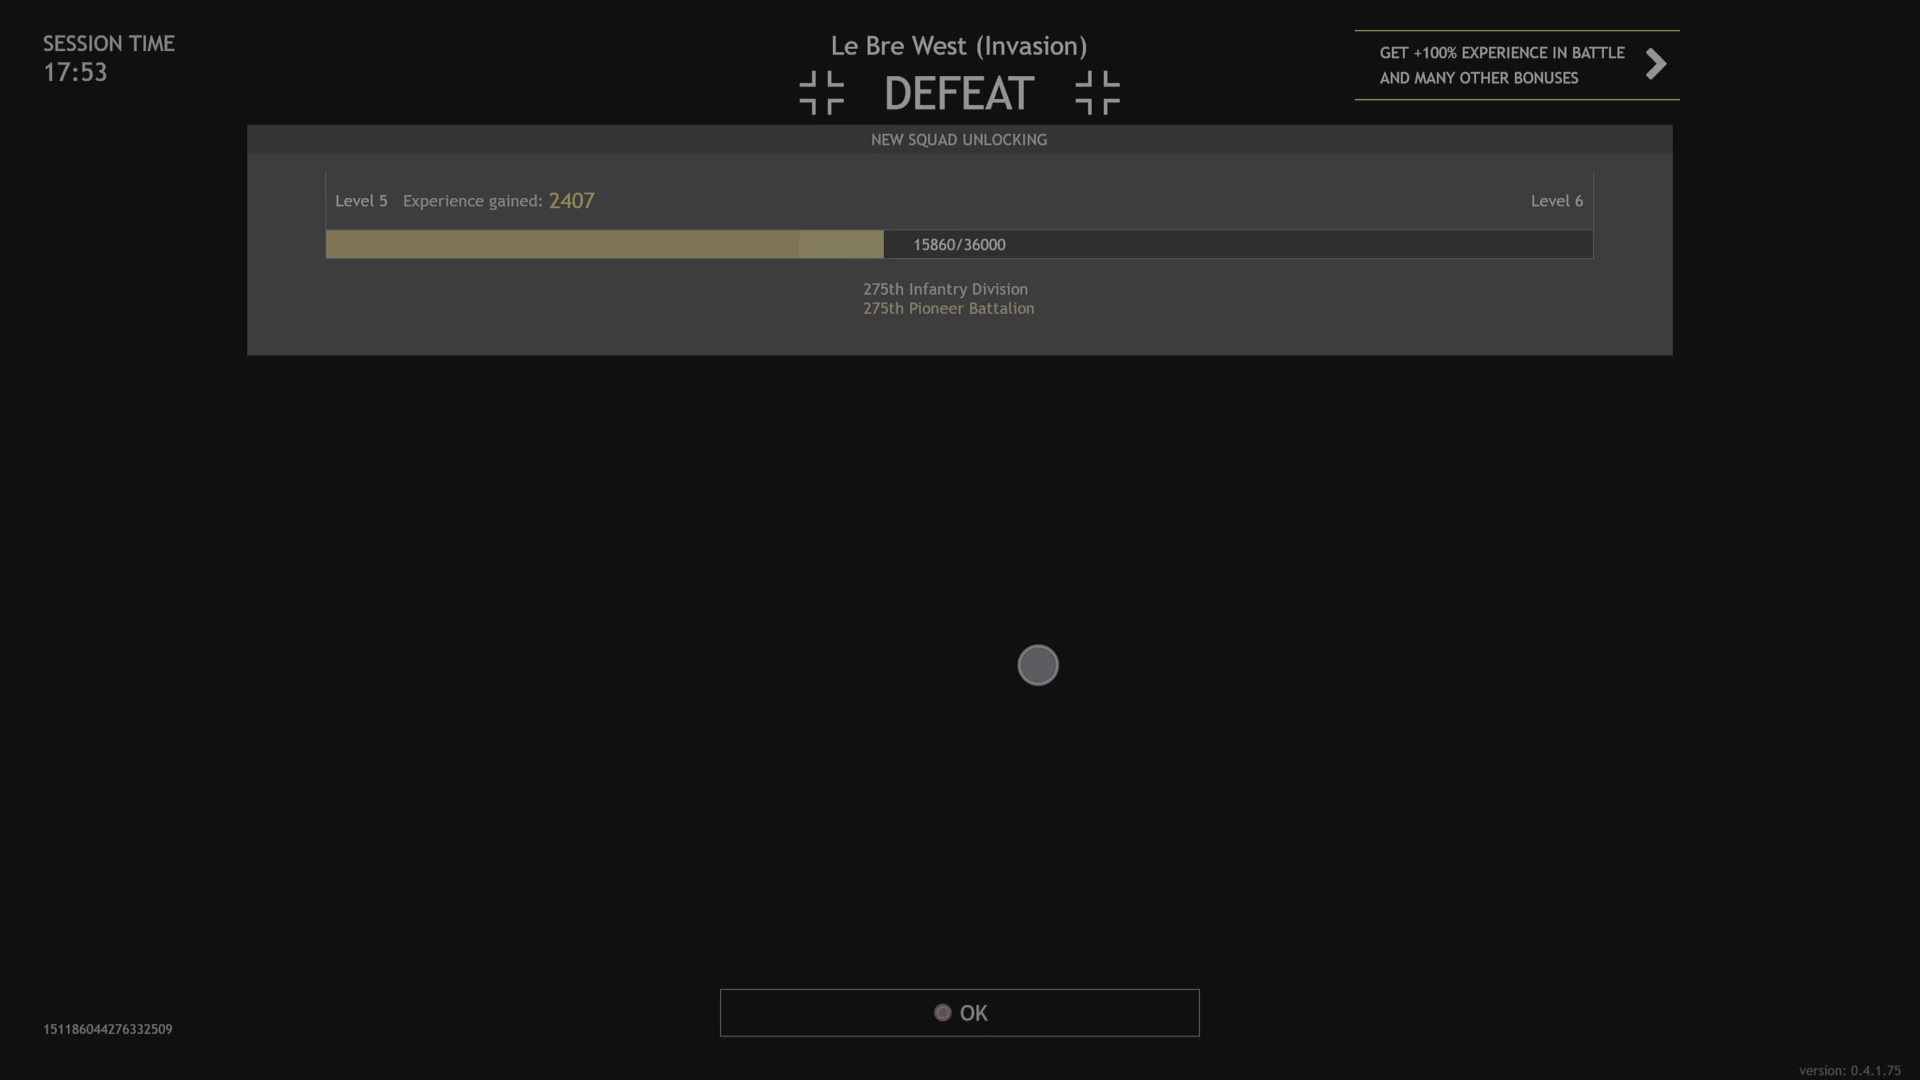 SESSION TIME
17:53
Le Bre West (Invasion)
DEFEAT
GET +100% EXPERIENCE IN BATTLE
AND MANY OTHER BONUSES
NEW SQUAD UNLOCKING
Level 5 Experience gained: 2407
Level 6
15860/36000
275th Infantry Division
275th Pioneer Battalion
OK
151186044276332509
version: 0.4.1.75